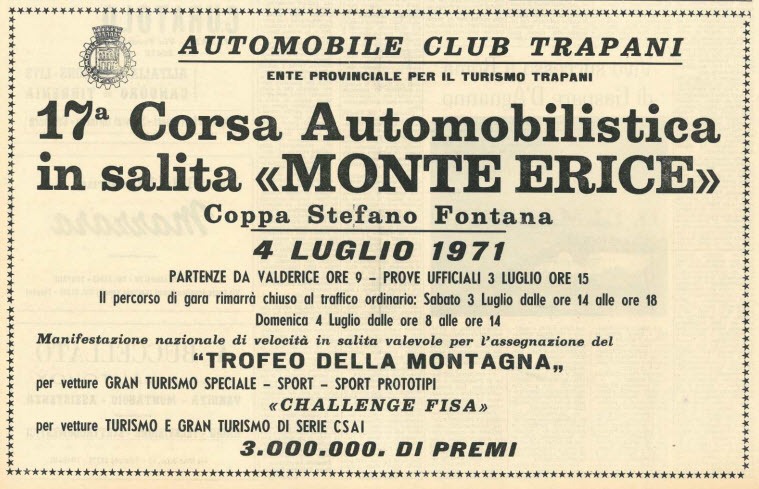 AUTOMOBILE CLUB TRAPANI
ENTE PROVINCIALE PER IL TURISMO TRAPANI
17ª Corsa Automobilistica
in salita «MONTE ERICE»
Coppa Stefano Fontana
4 LUGLIO 1971
PARTENZE DA VALDERICE ORE 9 – PROVE UFFICIALI 3 LUGLIO ORE 15
Il percorso di gara rimarrà chiuso al traffico ordinario: Sabato 3 Luglio dalle ore 14 alle ore 18
Domenica 4 Luglio dalle ore 8 alle ore 14
Manifestazione nazionale di velocità in salita valevole per l'assegnazione del
"TROFEO DELLA MONTAGNA„
per vetture GRAN TURISMO SPECIALE – SPORT – SPORT PROTOTIPI
«CHALLENGE FISA»
per vetture TURISMO E GRAN TURISMO DI SERIE CSAI
3.000.000. DI PREMI